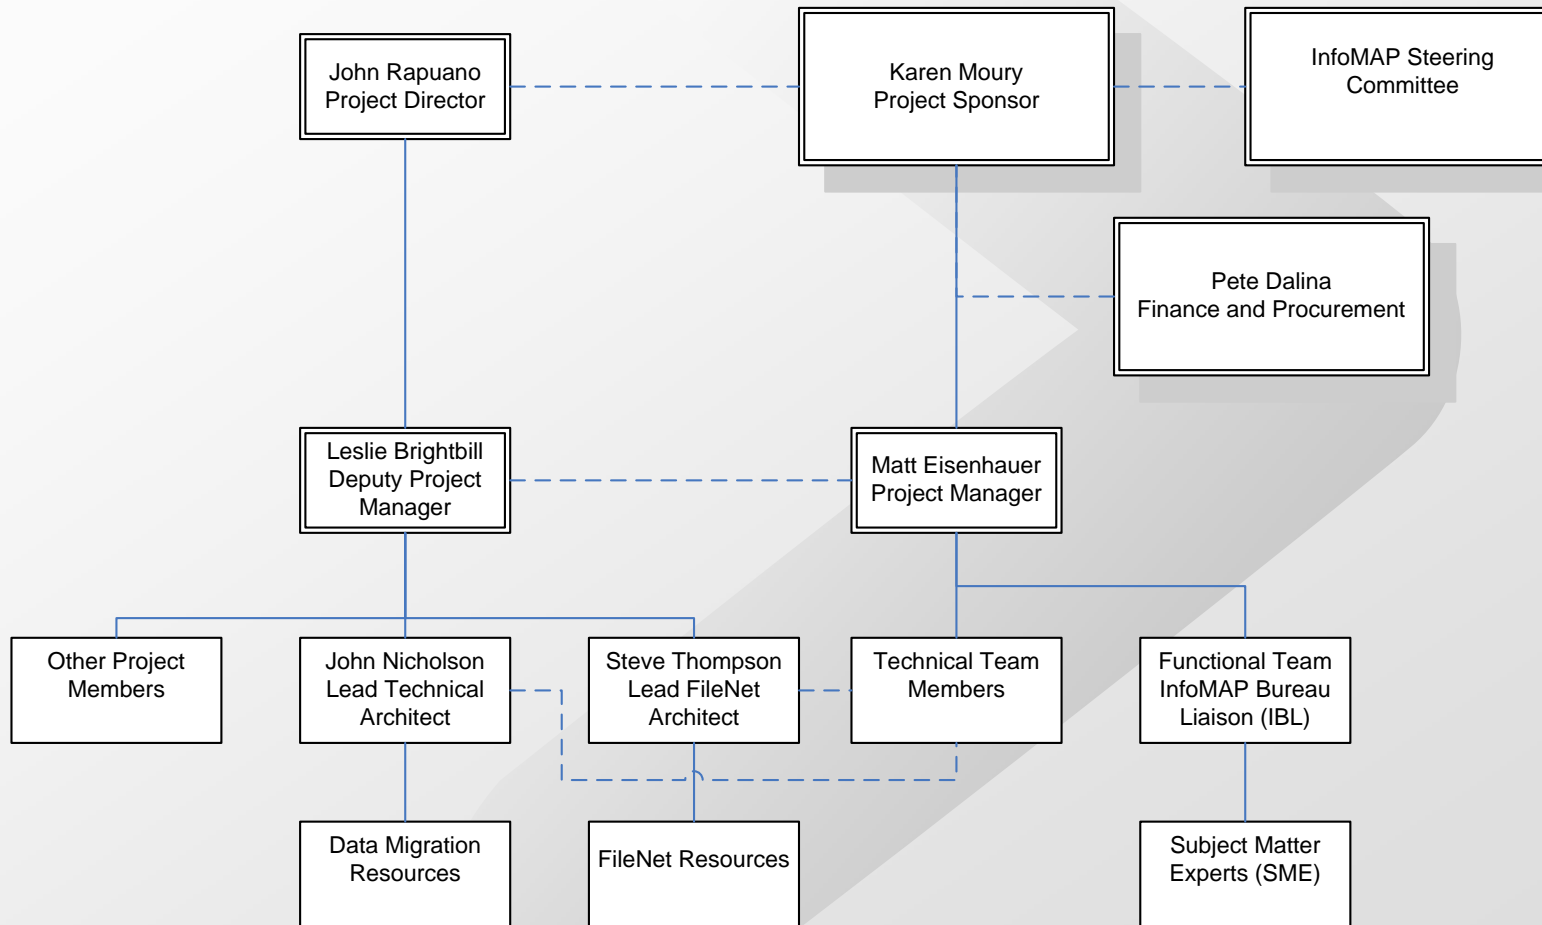 John Rapuano
Project Director
Karen Moury
Project Sponsor
InfoMAP Steering
Committee
Pete Dalina
Finance and Procurement
Leslie Brightbill
Deputy Project
Manager
Matt Eisenhauer
Project Manager
Other Project
Members
John Nicholson
Lead Technical
Architect
Steve Thompson
Lead FileNet
Architect
Technical Team
Members
Functional Team
InfoMAP Bureau
Liaison (IBL)
Data Migration
Resources
FileNet Resources
Subject Matter
Experts (SME)